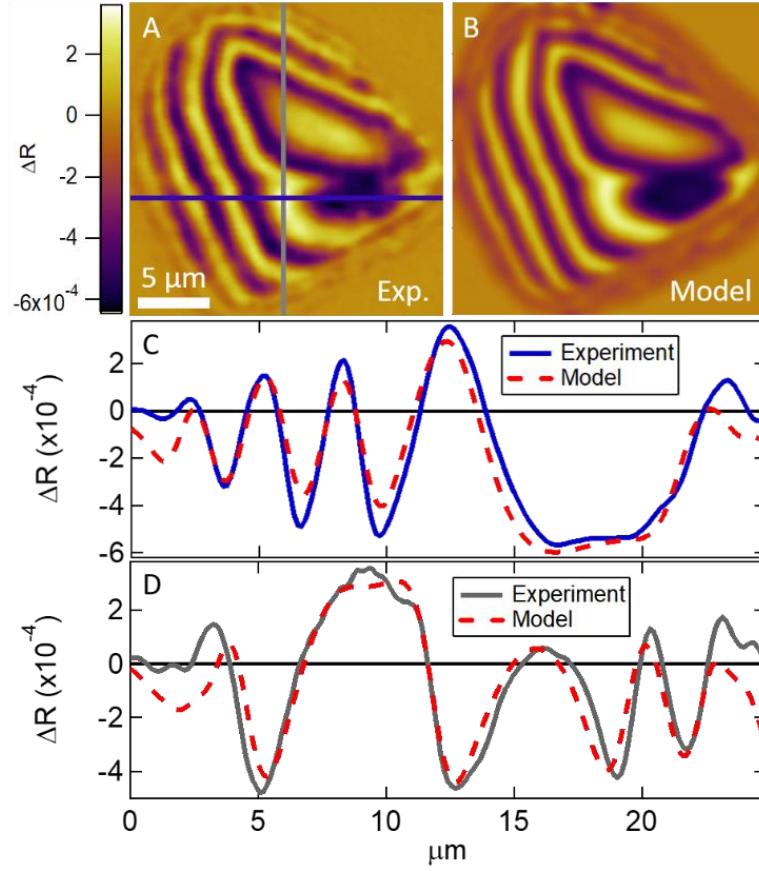 A
B
2
0
-2
-4
-6x10⁻⁴
ΔR
5 µm
Exp.
Model
C
Experiment
Model
2
0
-2
-4
-6
ΔR (x10⁻⁴)
D
Experiment
Model
2
0
-2
-4
ΔR (x10⁻⁴)
0 5 10 15 20
µm